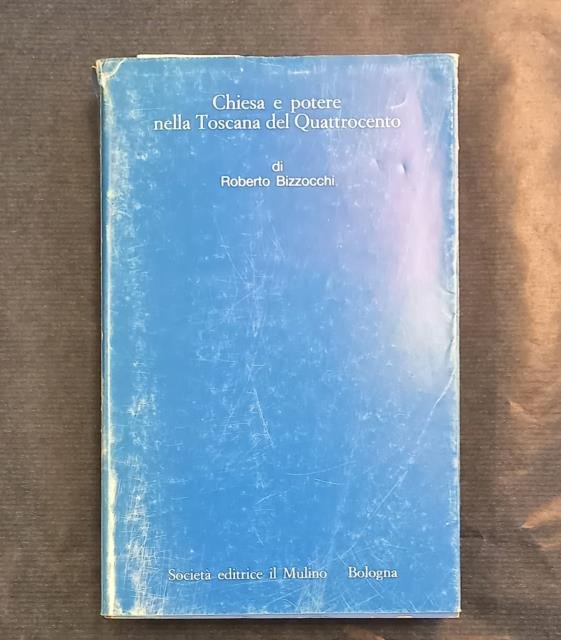 Chiesa e potere
nella Toscana del Quattrocento
di
Roberto Bizzocchi
Società editrice il Mulino Bologna